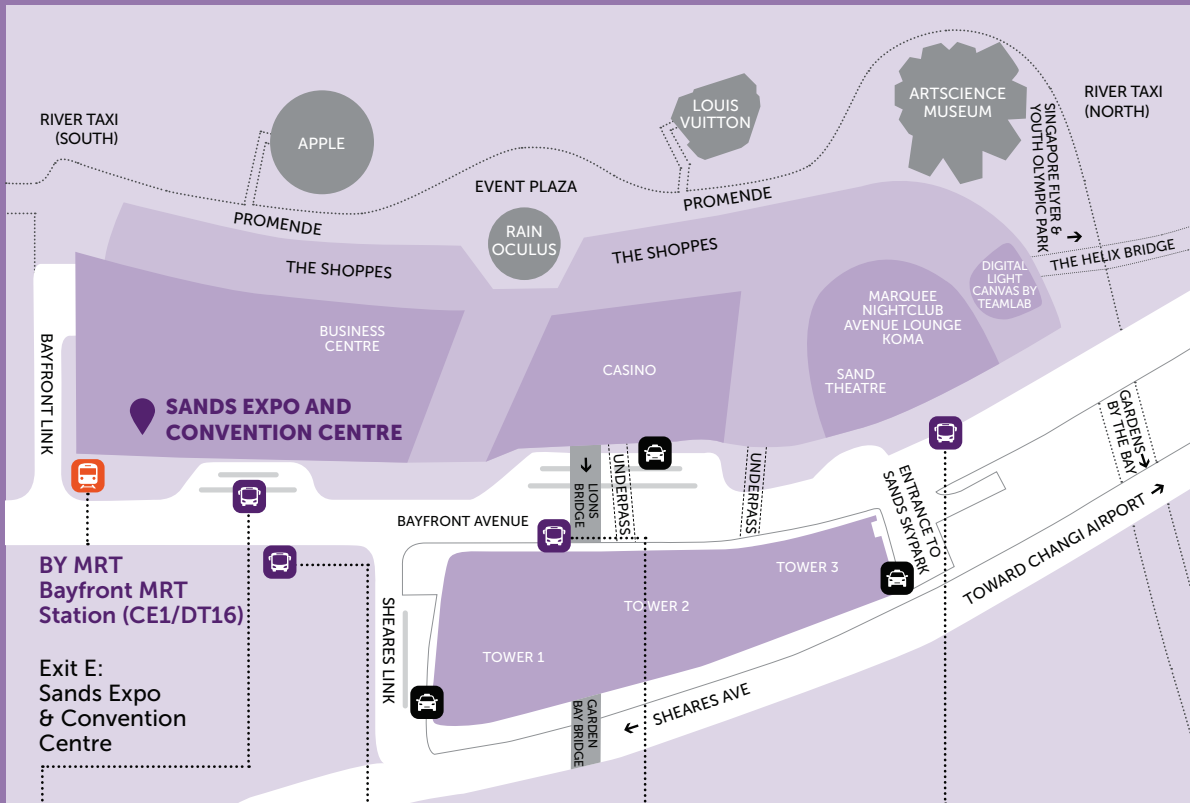 RIVER TAXI
(SOUTH)
APPLE
LOUIS
VUITTON
ARTSCIENCE
MUSEUM
RIVER TAXI
(NORTH)
SINGAPORE FLYER &
YOUTH OLYMPIC PARK
EVENT PLAZA
PROMENDE
PROMENDE
RAIN
OCULUS
THE SHOPPES
THE SHOPPES
THE HELIX BRIDGE
DIGITAL
LIGHT
CANVAS BY
TEAMLAB
MARQUEE
NIGHTCLUB
AVENUE LOUNGE
KOMA
BUSINESS
CENTRE
CASINO
SAND
THEATRE
BAYFRONT LINK
SANDS EXPO AND
CONVENTION CENTRE
GARDENS
BY THE BAY
LIONS
BRIDGE
UNDERPASS
UNDERPASS
ENTRANCE TO
SANDS SKYPARK
BAYFRONT AVENUE
TOWARD CHANGI AIRPORT
BY MRT
Bayfront MRT
Station (CE1/DT16)
TOWER 3
TOWER 2
TOWER 1
SHEARES LINK
Exit E:
Sands Expo
& Convention
Centre
GARDEN
BAY BRIDGE
SHEARES AVE